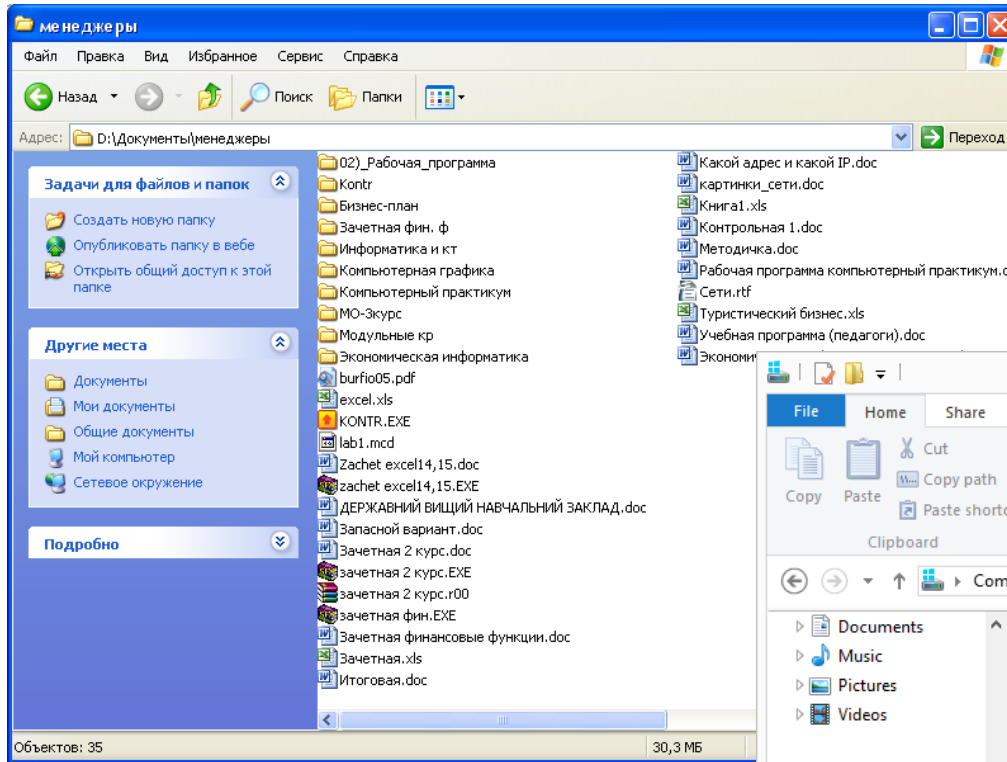 менеджеры
Файл Правка Вид Избранное Сервис Справка
Назад Поиск Папки
Адрес: D:\Документы\менеджеры Переход
Задачи для файлов и папок
Создать новую папку
Опубликовать папку в вебе
Открыть общий доступ к этой
папке
Другие места
Документы
Мои документы
Общие документы
Мой компьютер
Сетевое окружение
Подробно
02)_Рабочая_программа
Kontr
Бизнес-план
Зачетная фин. ф
Информатика и кт
Компьютерная графика
Компьютерный практикум
МО-3курс
Модульные кр
Экономическая информатика
burfio05.pdf
excel.xls
KONTR.EXE
lab1.mcd
Zachet excel14,15.doc
zachet excel14,15.EXE
ДЕРЖАВНИЙ ВИЩИЙ НАВЧАЛЬНИЙ ЗАКЛАД.doc
Запасной вариант.doc
Зачетная 2 курс.doc
зачетная 2 курс.EXE
зачетная 2 курс.r00
зачетная фин.EXE
Зачетная финансовые функции.doc
Зачетная.xls
Итоговая.doc
Какой адрес и какой IP.doc
картинки_сети.doc
Книга1.xls
Контрольная 1.doc
Методичка.doc
Рабочая программа компьютерный практикум.
Сети.rtf
Туристический бизнес.xls
Учебная программа (педагоги).doc
Объектов: 35 30,3 МБ
File Home Share
Copy Paste
Cut
Copy path
Paste
Clipboard
Documents
Music
Pictures
Videos